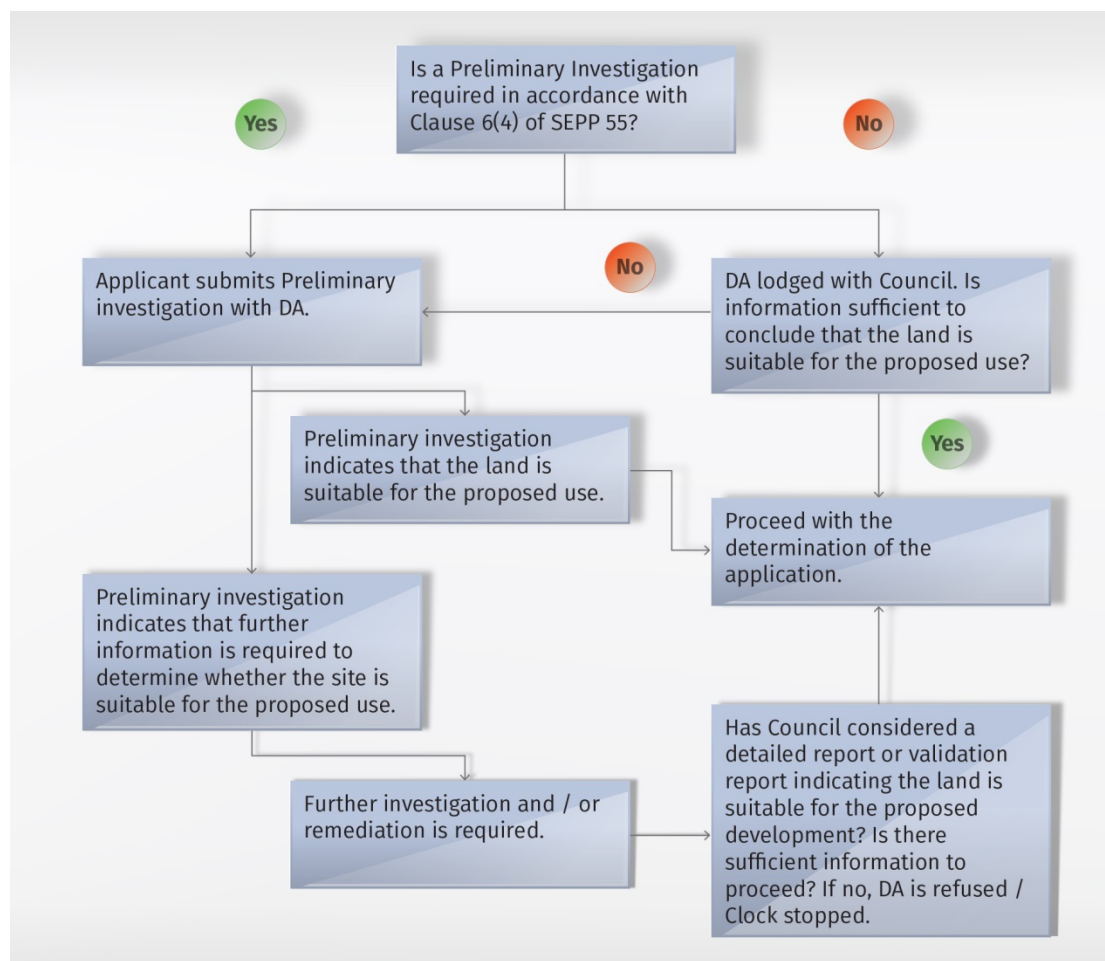 Is a Preliminary Investigation
required in accordance with
Clause 6(4) of SEPP 55?
Yes
No
Applicant submits Preliminary
investigation with DA.
No
DA lodged with Council. Is
information sufficient to
conclude that the land is
suitable for the proposed use?
Preliminary investigation
indicates that the land is
suitable for the proposed use.
Yes
Proceed with the
determination of the
application.
Preliminary investigation
indicates that further
information is required to
determine whether the site is
suitable for the proposed use.
Further investigation and / or
remediation is required.
Has Council considered a
detailed report or validation
report indicating the land is
suitable for the proposed
development? Is there
sufficient information to
proceed? If no, DA is refused /
Clock stopped.